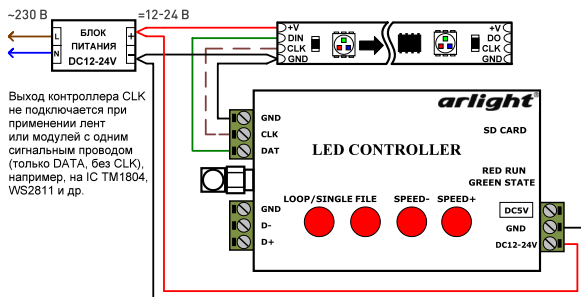 ~230 В
=12-24 В
БЛОК
ПИТАНИЯ
DC12-24V
L
N
+
−
+V
DIN
CLK
GND
+V
DO
CLK
GND
Выход контроллера CLK
не подключается при
применении лент
или модулей с одним
сигнальным проводом
(только DATA, без CLK),
например, на IC TM1804,
WS2811 и др.
arlight®
SD CARD
GND
CLK
DAT
LED CONTROLLER
RED RUN
GREEN STATE
LOOP/SINGLE
FILE
SPEED-
SPEED+
GND
D-
D+
DC5V
GND
DC12-24V